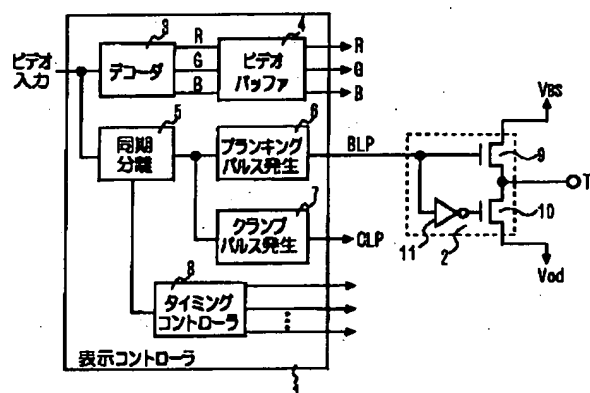 3
4
R
G
B
デコーダ
ビデオ
バッファ
R
G
B
ビデオ
入力
5
6
同期
分離
ブランキング
パルス発生
BLP
7
クランプ
パルス発生
CLP
8
タイミング
コントローラ
表示コントローラ
1
VBS
9
T
10
11
2
Vod